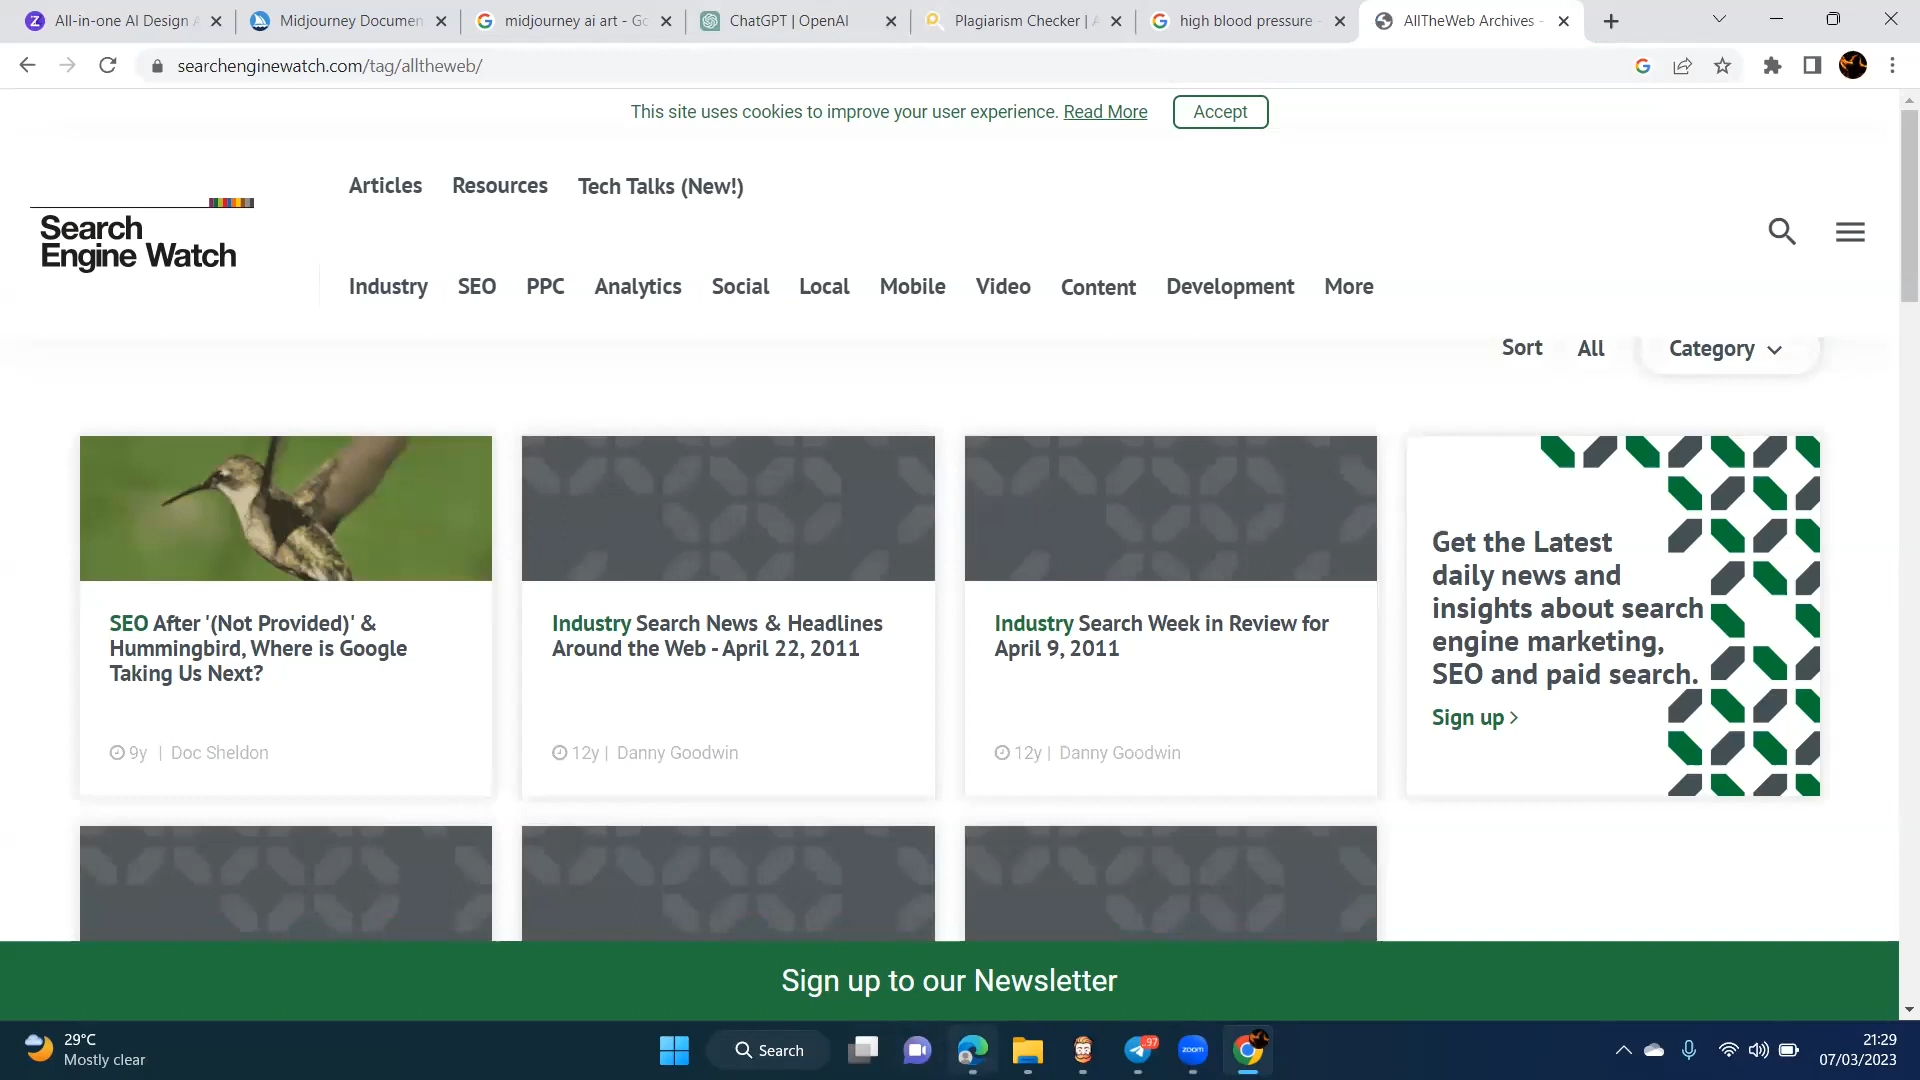 All-in-one AI Design A
Midjourney Documen
midjourney ai art - Go
ChatGPT | OpenAI
Plagiarism Checker | A
high blood pressure -
AllTheWeb Archives -
searchenginewatch.com/tag/alltheweb/
This site uses cookies to improve your user experience. Read More
Accept
Articles
Resources
Tech Talks (New!)
Search
Engine Watch
Industry
SEO
PPC
Analytics
Social
Local
Mobile
Video
Content
Development
More
Sort
All
Category
SEO After '(Not Provided)' &
Hummingbird, Where is Google
Taking Us Next?
9y | Doc Sheldon
Industry Search News & Headlines
Around the Web - April 22, 2011
12y | Danny Goodwin
Industry Search Week in Review for
April 9, 2011
12y | Danny Goodwin
Get the Latest
daily news and
insights about search
engine marketing,
SEO and paid search.
Sign up
Sign up to our Newsletter
29°C
Mostly clear
Search
97
zoom
21:29
07/03/2023